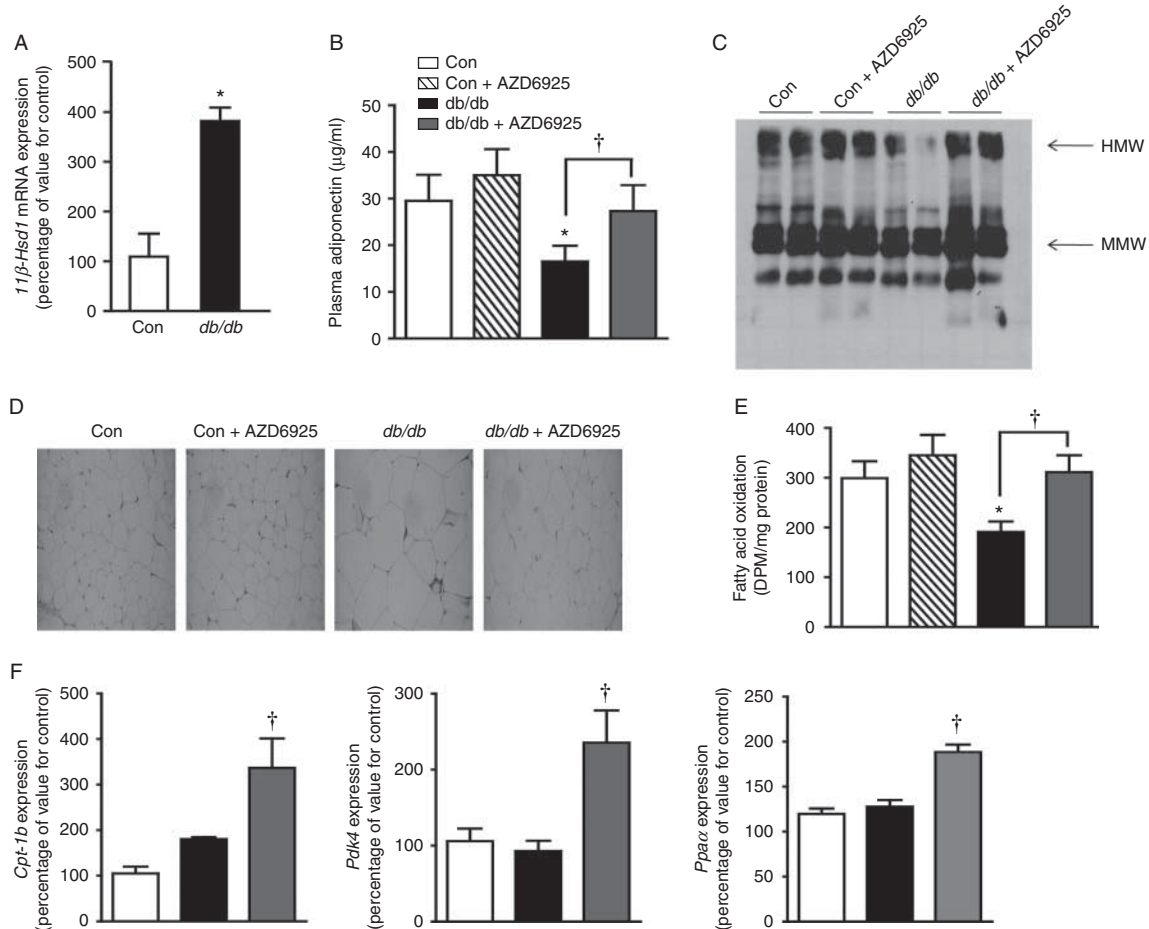 A
11β-Hsd1 mRNA expression
(percentage of value for control)
500
400
300
200
100
0
*
Con
db/db
B
Con
Con + AZD6925
db/db
db/db + AZD6925
Plasma adiponectin (µg/ml)
50
40
30
20
10
0
*
†
C
Con
Con + AZD6925
db/db
db/db + AZD6925
HMW
MMW
D
Con
Con + AZD6925
db/db
db/db + AZD6925
E
Fatty acid oxidation
(DPM/mg protein)
400
300
200
100
0
*
†
F
Cpt-1b expression
(percentage of value for control)
500
400
300
200
100
0
†
Pdk4 expression
(percentage of value for control)
300
200
100
0
†
Ppaα expression
(percentage of value for control)
250
200
150
100
50
0
†